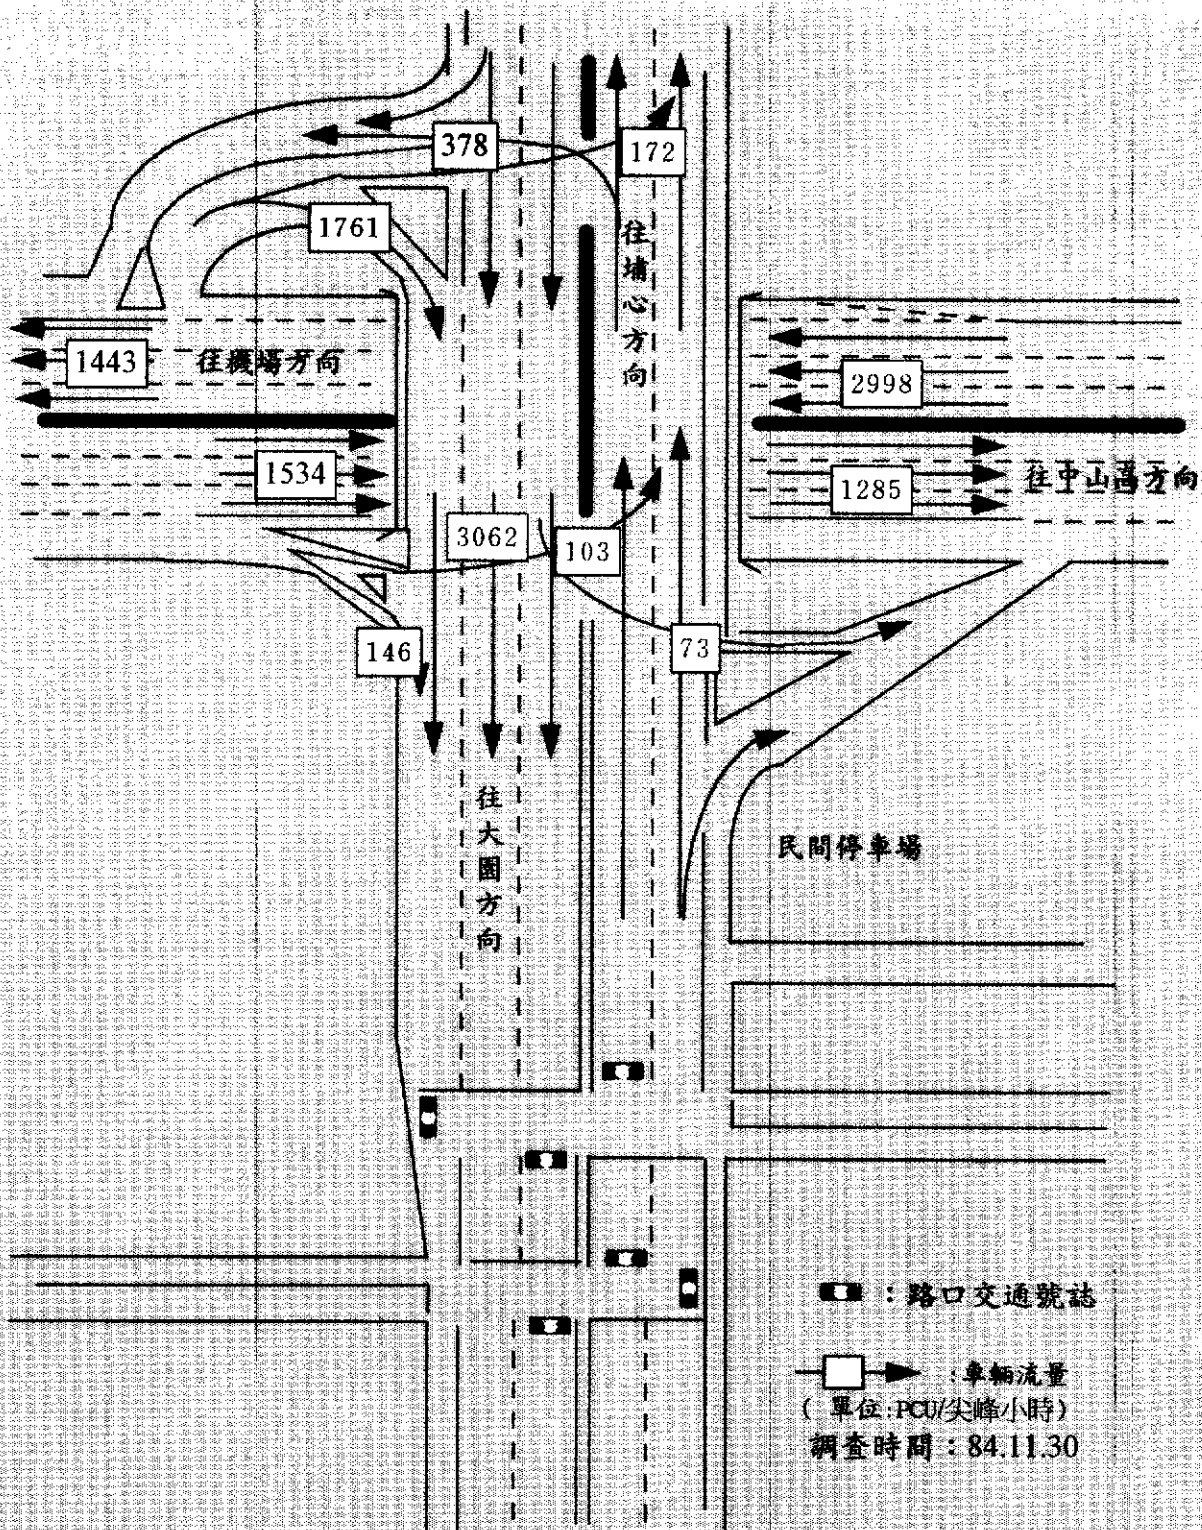 378
172
1761
往埔心方向
1443
往機場方向
2998
1534
1285
往中山高方向
3062
103
146
73
往大園方向
民間停車場
：路口交通號誌
：車輛流量
( 單位:PCU/尖峰小時)
調查時間：84.11.30